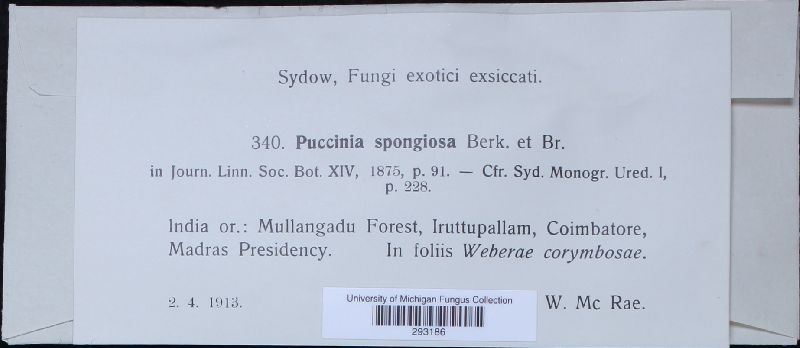 Sydow, Fungi exotici exsiccati.
340. Puccinia spongiosa Berk. et Br.
in Journ. Linn. Soc. Bot. XIV, 1875, p. 91. — Cfr. Syd. Monogr. Ured. I,
p. 228.
India or.: Mullangadu Forest, Iruttupallam, Coimbatore,
Madras Presidency. In foliis Weberae corymbosae.
2. 4. 1913. W. Mc Rae.
University of Michigan Fungus Collection
293186